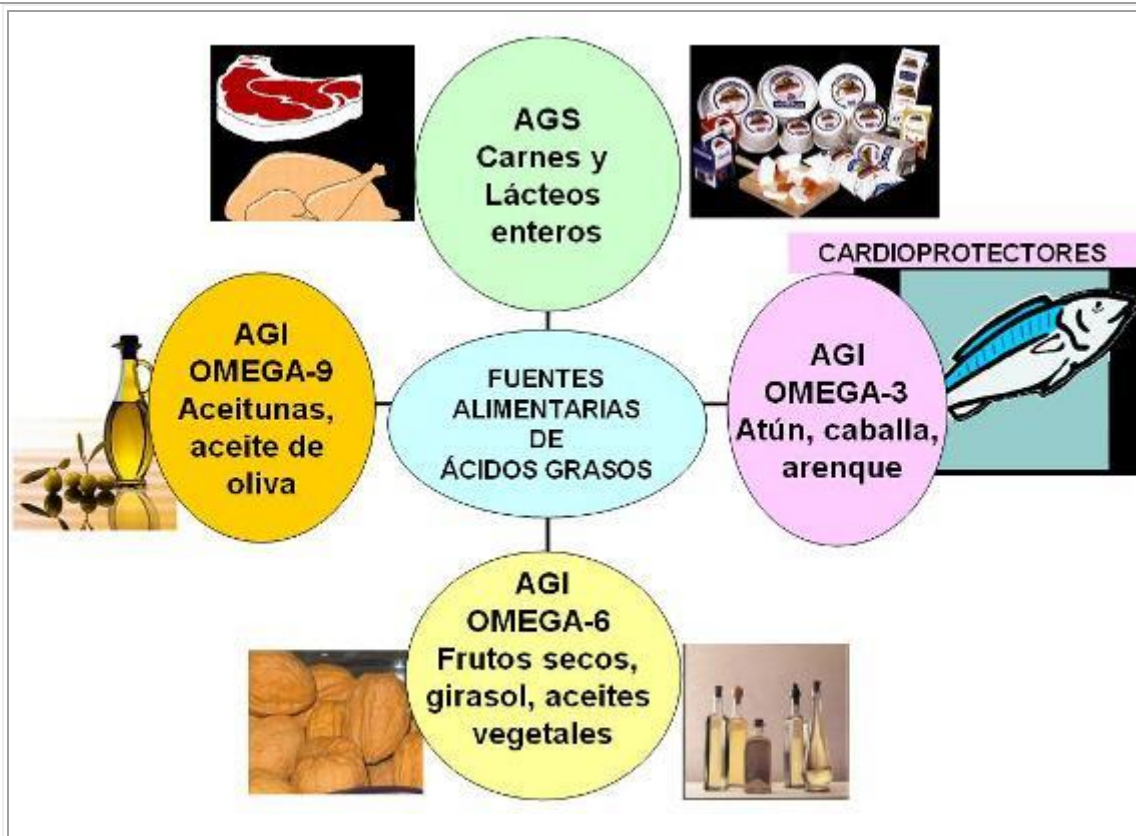 AGS
Carnes y
Lácteos
enteros
CARDIOPROTECTORES
AGI
OMEGA-9
Aceitunas,
aceite de
oliva
FUENTES
ALIMENTARIAS
DE
ÁCIDOS GRASOS
AGI
OMEGA-3
Atún, caballa,
arenque
AGI
OMEGA-6
Frutos secos,
girasol, aceites
vegetales